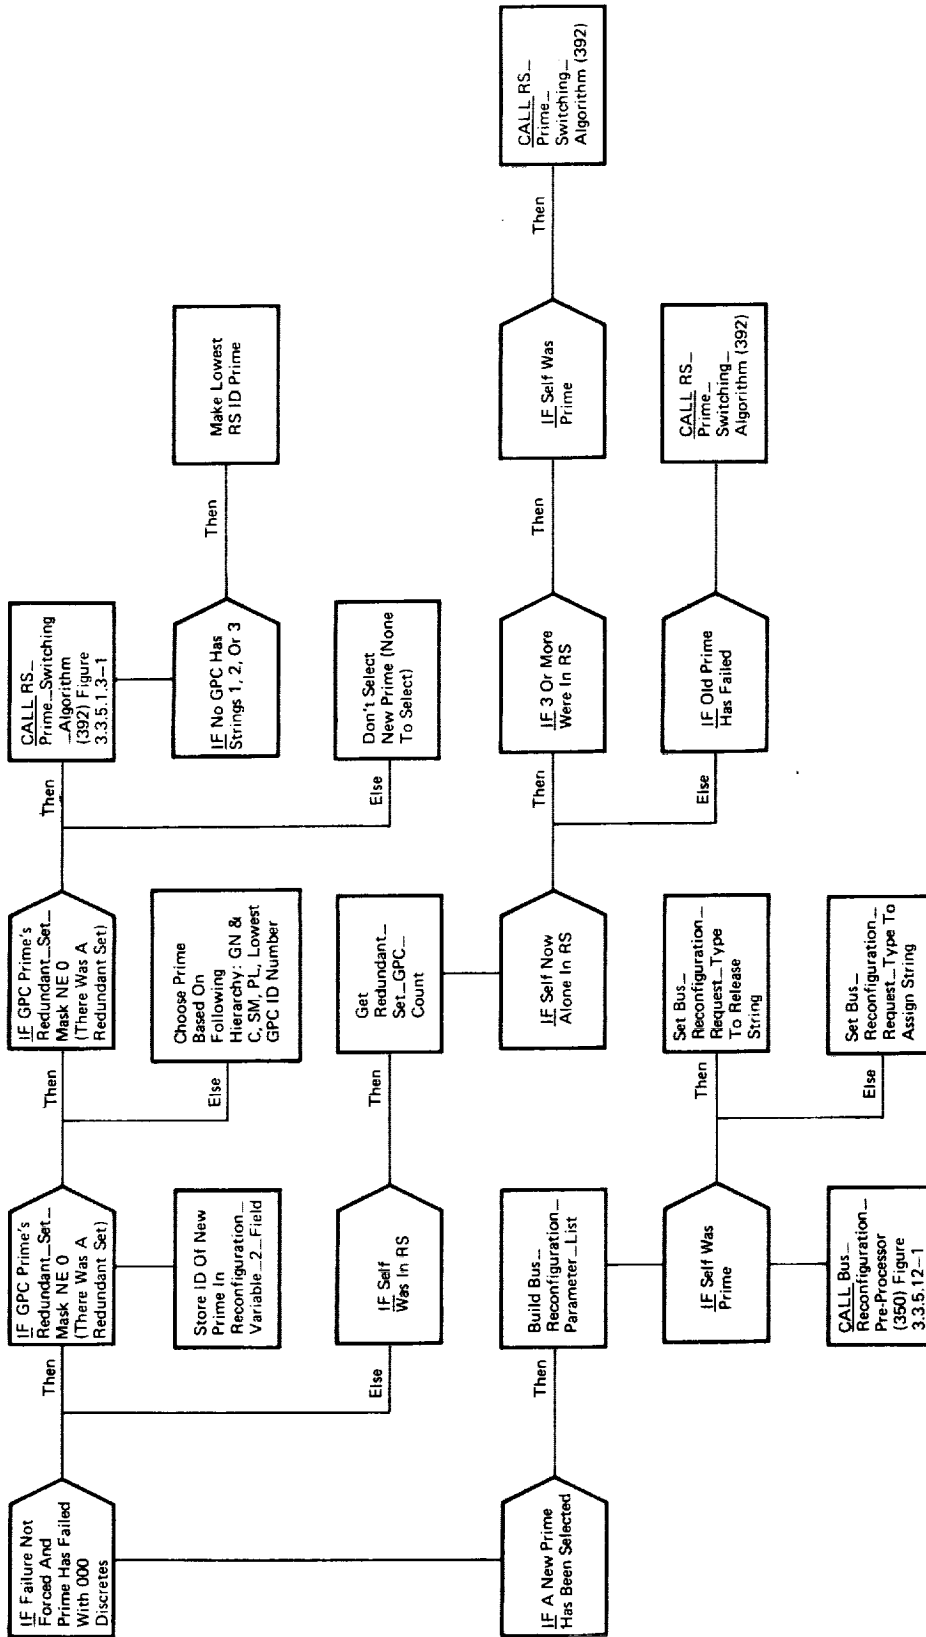 IF Failure Not
Forced And
Prime Has Failed
With 000
Discretes
Then
IF GPC Prime's
Redundant_Set_
Mask NE 0
(There Was A
Redundant Set)
Then
IF GPC Prime's
Redundant_Set_
Mask NE 0
(There Was A
Redundant Set)
Then
CALL RS_
Prime_Switching
_Algorithm
(392) Figure
3.3.5.1.3-1
IF No GPC Has
Strings 1, 2, Or 3
Then
Make Lowest
RS ID Prime
Else
Don't Select
New Prime (None
To Select)
Else
Choose Prime
Based On
Following
Hierarchy: GN &
C, SM, PL, Lowest
GPC ID Number
Store ID Of New
Prime In
Reconfiguration_
Variable_2_Field
Else
IF Self
Was In RS
Then
Get
Redundant_
Set_GPC_
Count
IF Self Now
Alone In RS
Then
IF 3 Or More
Were In RS
Then
IF Self Was
Prime
Then
CALL RS_
Prime_
Switching_
Algorithm (392)
Else
IF Old Prime
Has Failed
CALL RS_
Prime_
Switching_
Algorithm (392)
IF A New Prime
Has Been Selected
Then
Build Bus_
Reconfiguration_
Parameter_List
IF Self Was
Prime
Then
Set Bus_
Reconfiguration_
Request_Type
To Release
String
Else
Set Bus_
Reconfiguration_
Request_Type To
Assign String
CALL Bus_
Reconfiguration_
Pre-Processor
(350) Figure
3.3.5.12-1